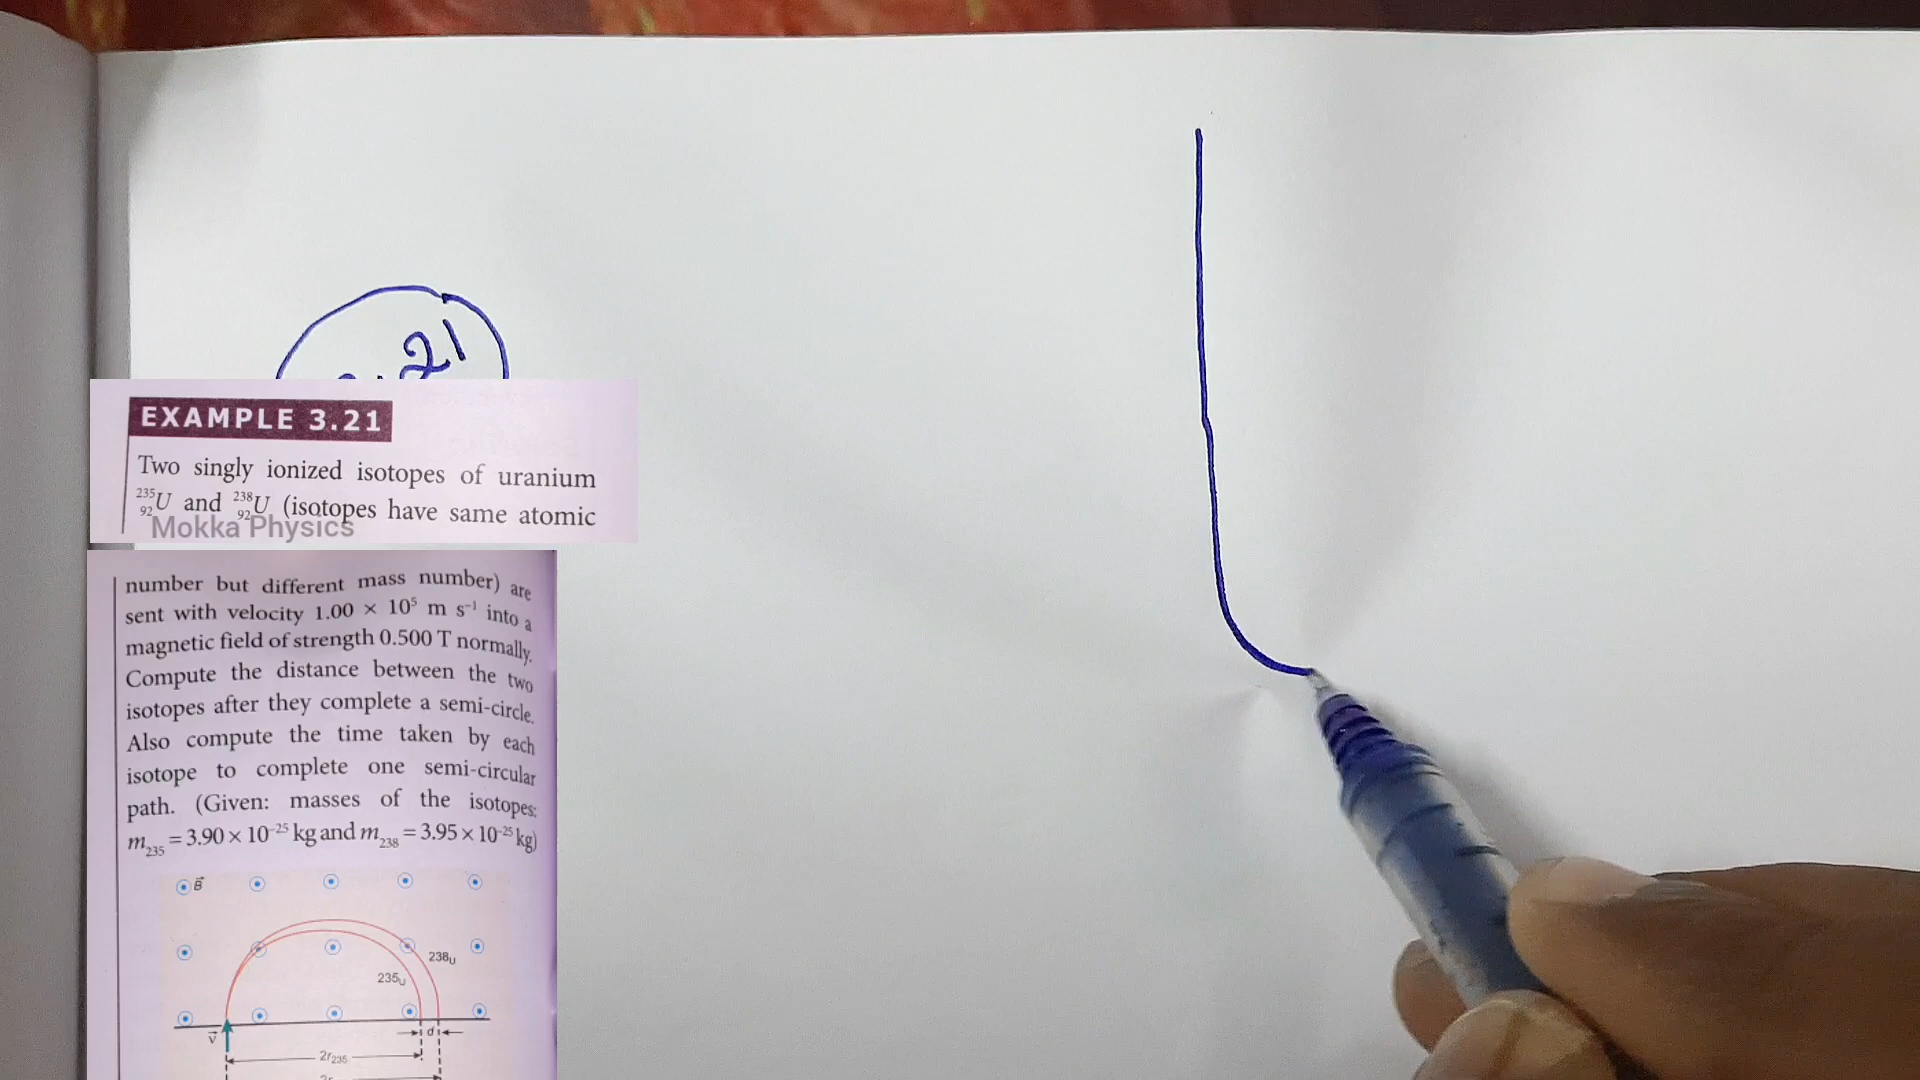 21
EXAMPLE 3.21
Two singly ionized isotopes of uranium
²³⁵₉₂U and ²³⁸₉₂U (isotopes have same atomic
Mokka Physics
number but different mass number) are
sent with velocity 1.00 × 10⁵ m s⁻¹ into a
magnetic field of strength 0.500 T normally.
Compute the distance between the two
isotopes after they complete a semi-circle.
Also compute the time taken by each
isotope to complete one semi-circular
path. (Given: masses of the isotopes:
m₂₃₅ = 3.90 × 10⁻²⁵ kg and m₂₃₈ = 3.95 × 10⁻²⁵ kg)
B⃗
238U
235U
v⃗
d
2r₂₃₅